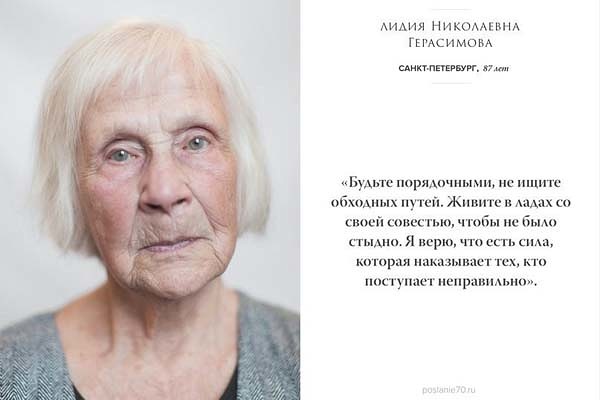 лидия Николаевна
Герасимова
САНКТ-ПЕТЕРБУРГ, 87 лет
«Будьте порядочными, не ищите
обходных путей. Живите в ладах со
своей совестью, чтобы не было
стыдно. Я верю, что есть сила,
которая наказывает тех, кто
поступает неправильно».
poslanie70.ru